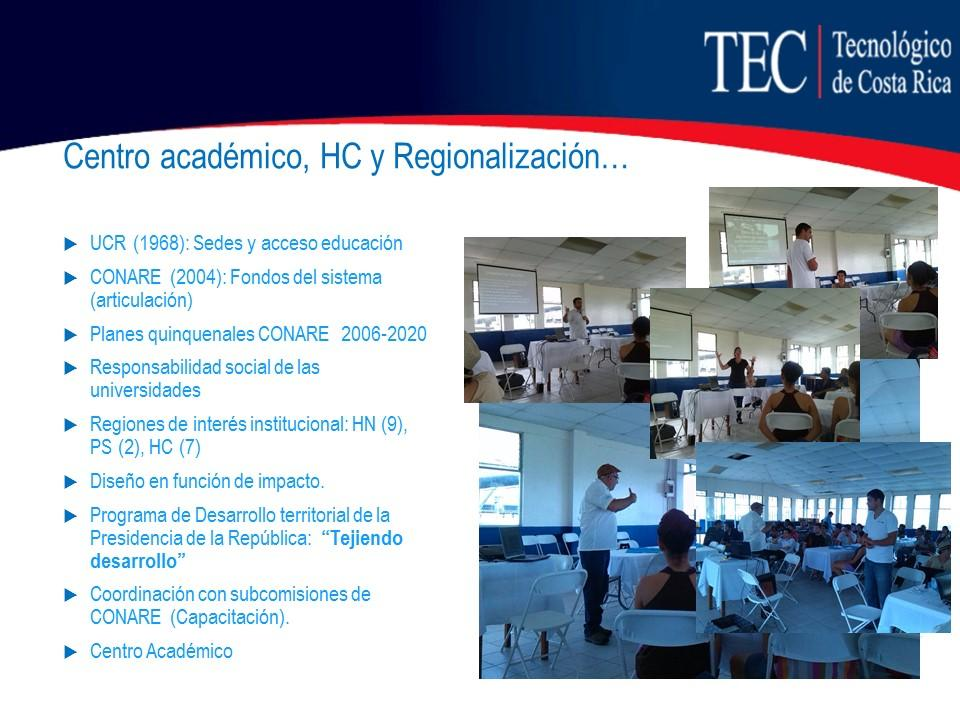 TEC | Tecnológico
de Costa Rica
Centro académico, HC y Regionalización…
UCR (1968): Sedes y acceso educación
CONARE (2004): Fondos del sistema
(articulación)
Planes quinquenales CONARE 2006-2020
Responsabilidad social de las
universidades
Regiones de interés institucional: HN (9),
PS (2), HC (7)
Diseño en función de impacto.
Programa de Desarrollo territorial de la
Presidencia de la República: “Tejiendo
desarrollo”
Coordinación con subcomisiones de
CONARE (Capacitación).
Centro Académico